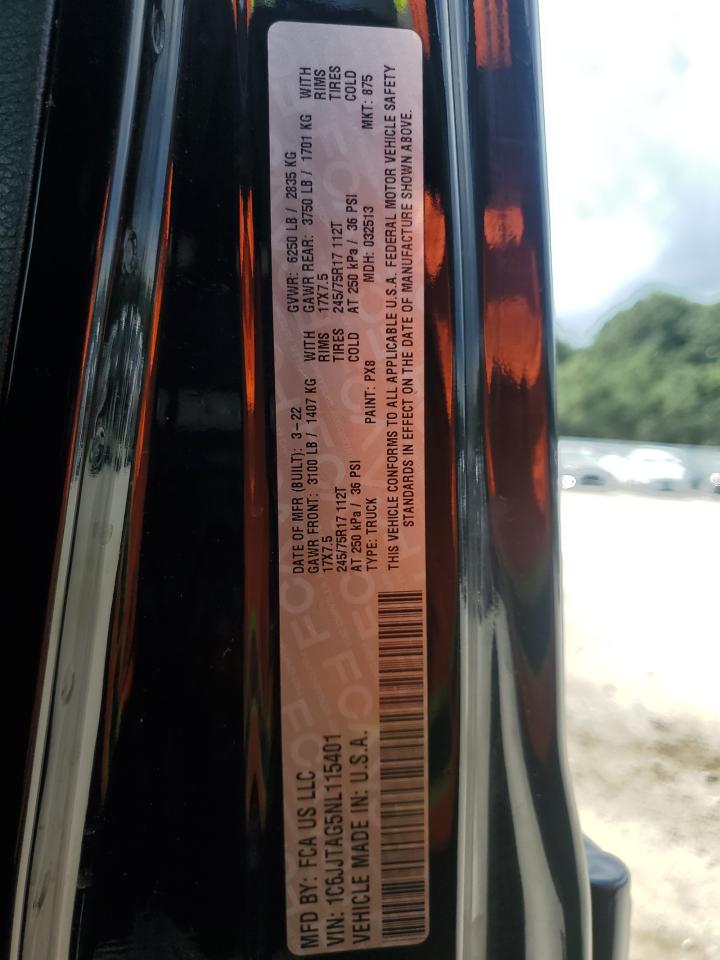 MFD BY: FCA US LLC
VIN: 1C6JJTAG5NL115401
VEHICLE MADE IN: U.S.A.
DATE OF MFR (BUILT): 3-22 GVWR: 6250 LB / 2835 KG
GAWR FRONT: 3100 LB / 1407 KG WITH GAWR REAR: 3750 LB / 1701 KG WITH
17X7.5 RIMS 17X7.5 RIMS
245/75R17 112T TIRES 245/75R17 112T TIRES
AT 250 kPa / 36 PSI COLD AT 250 kPa / 36 PSI COLD
TYPE: TRUCK PAINT: PX8 MDH: 032513 MKT: 875
THIS VEHICLE CONFORMS TO ALL APPLICABLE U.S.A. FEDERAL MOTOR VEHICLE SAFETY
STANDARDS IN EFFECT ON THE DATE OF MANUFACTURE SHOWN ABOVE.